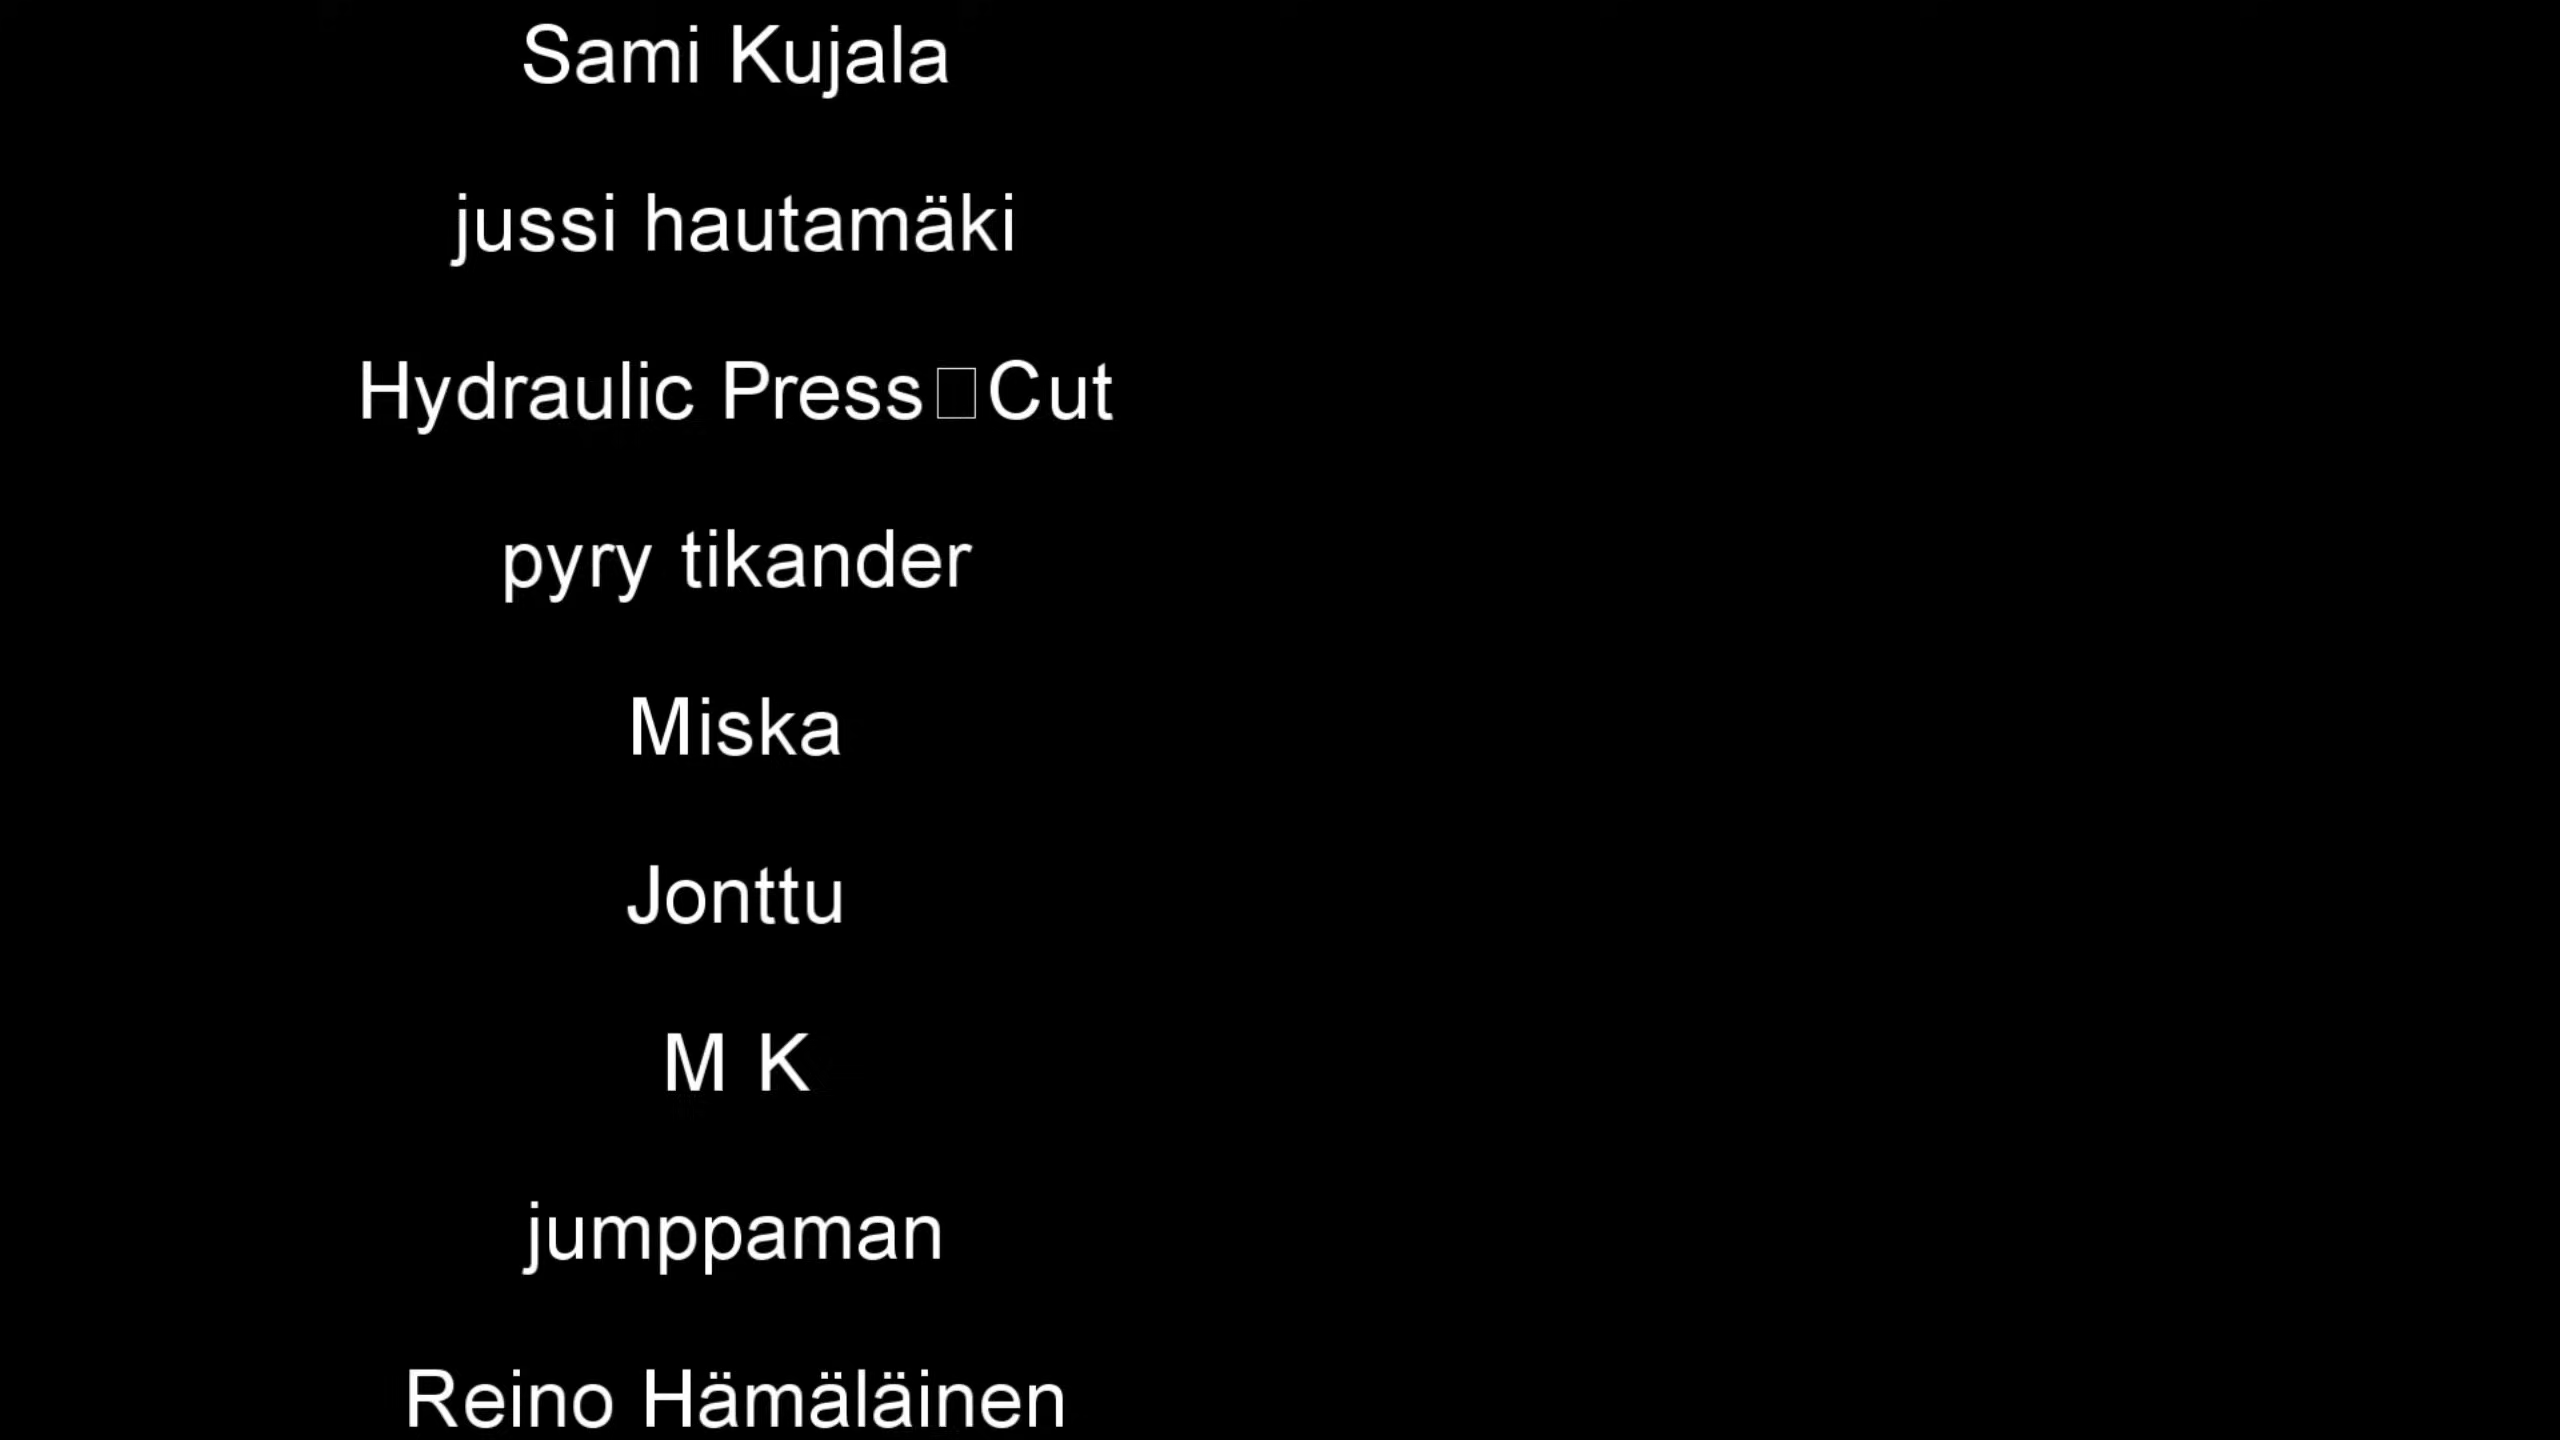 Sami Kujala
jussi hautamäki
Hydraulic Press□Cut
pyry tikander
Miska
Jonttu
M K
jumppaman
Reino Hämäläinen